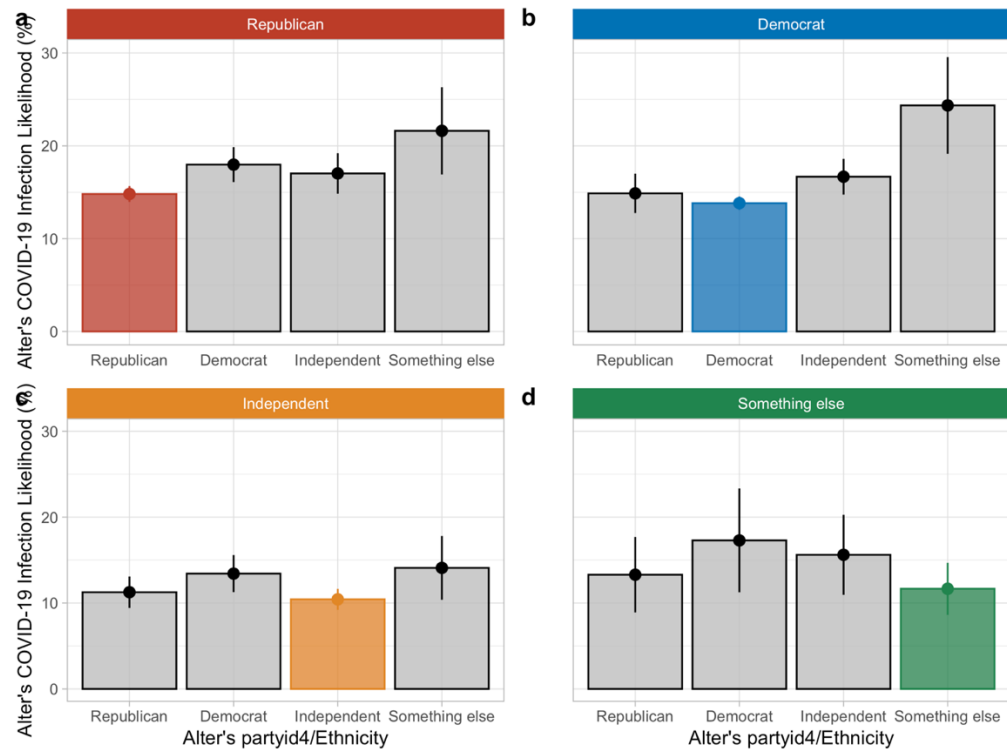 a
Republican
Alter's COVID-19 Infection Likelihood (%)
30
20
10
0
Republican Democrat Independent Something else
b
Democrat
Republican Democrat Independent Something else
c
Independent
Alter's COVID-19 Infection Likelihood (%)
30
20
10
0
Republican Democrat Independent Something else
Alter's partyid4/Ethnicity
d
Something else
Republican Democrat Independent Something else
Alter's partyid4/Ethnicity